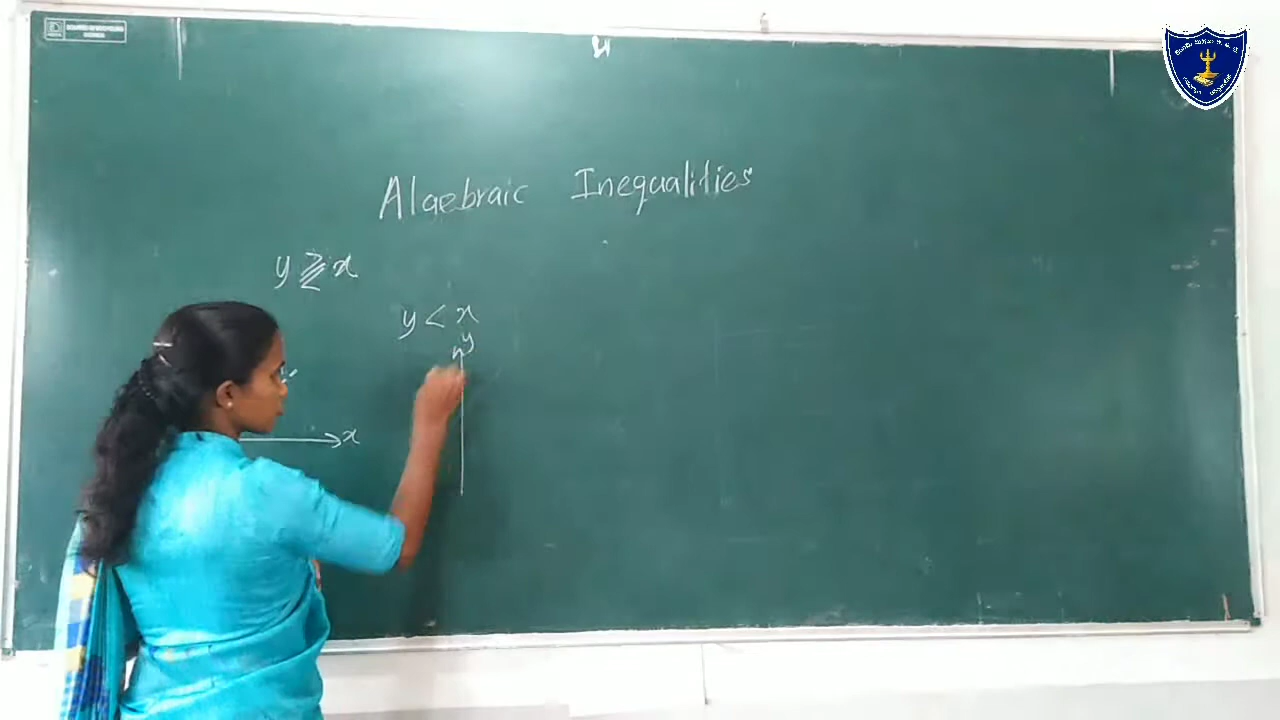 Algebraic Inequalities
y ⩾ x
y < x
y
x